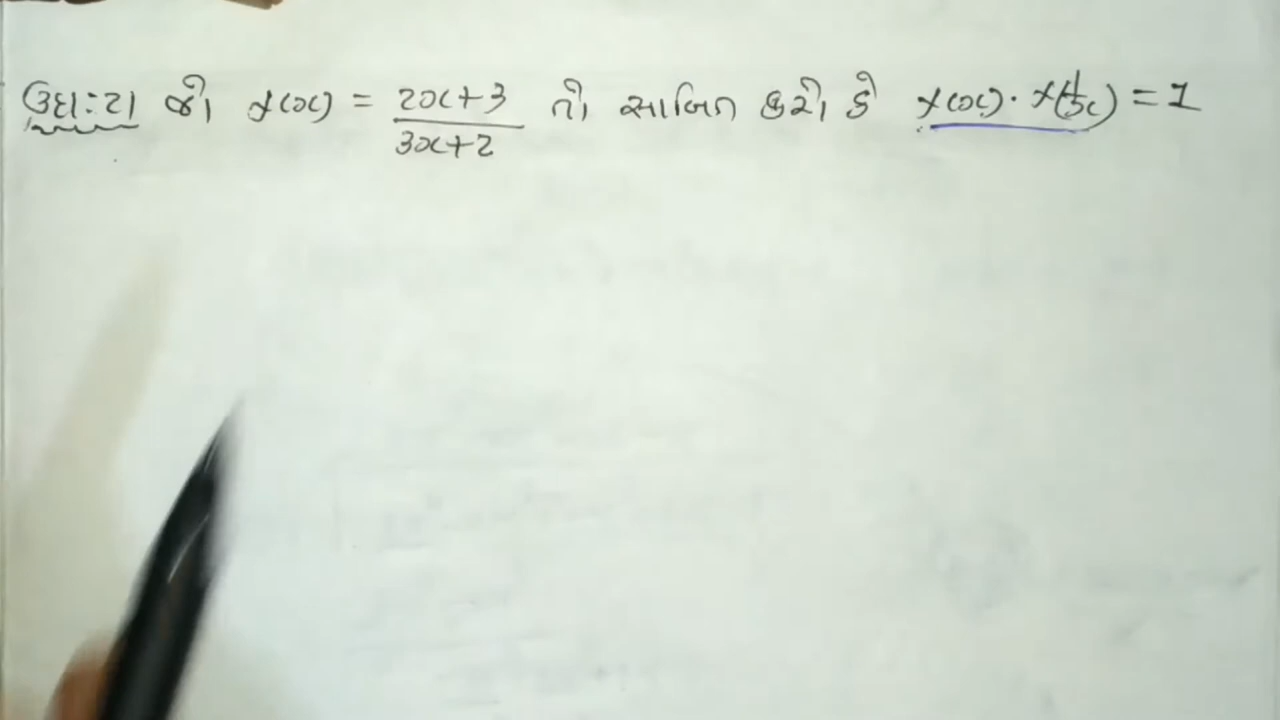 ઉદા:૨૧ જો f(x) = 2x+3 / 3x+2 તો સાબિત કરો કે f(x) · f(1/x) = 1